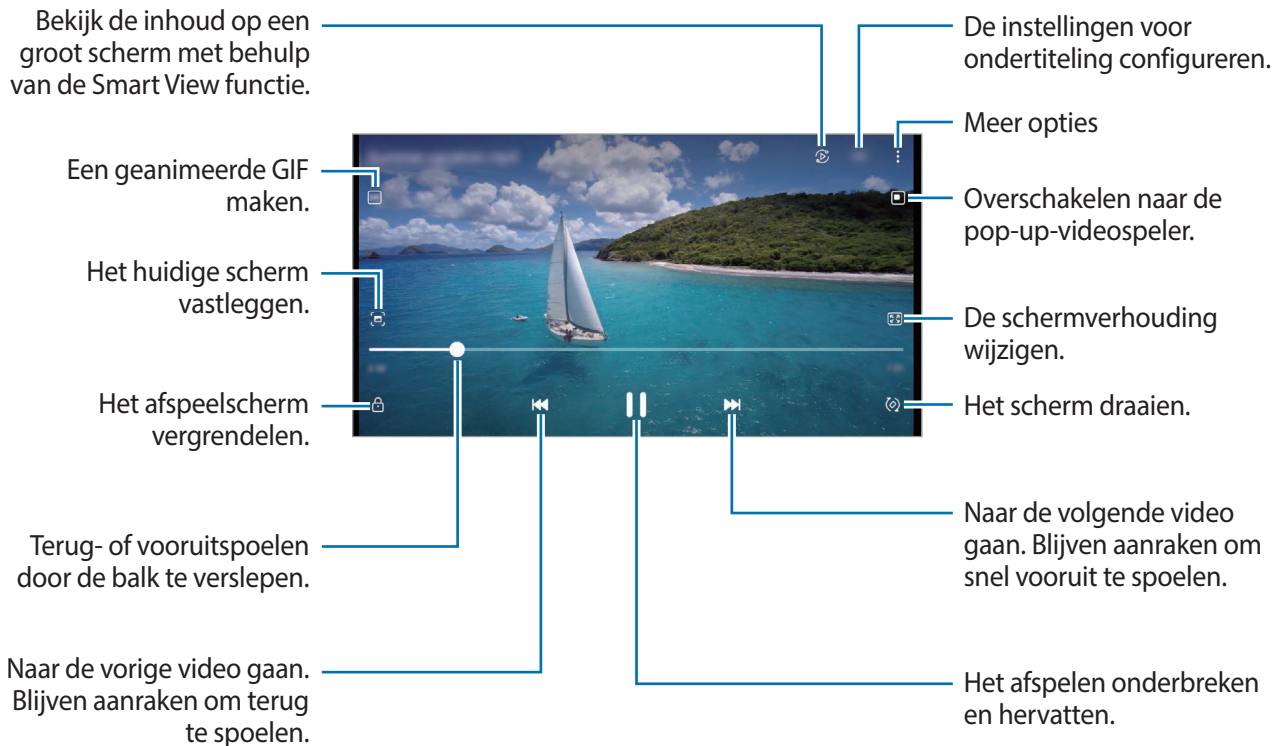 Bekijk de inhoud op een
groot scherm met behulp
van de Smart View functie.
Een geanimeerde GIF
maken.
Het huidige scherm
vastleggen.
Het afspeelscherm
vergrendelen.
Terug- of vooruitspoelen
door de balk te verslepen.
Naar de vorige video gaan.
Blijven aanraken om terug
te spoelen.
De instellingen voor
ondertiteling configureren.
Meer opties
Overschakelen naar de
pop-up-videospeler.
De schermverhouding
wijzigen.
Het scherm draaien.
Naar de volgende video
gaan. Blijven aanraken om
snel vooruit te spoelen.
Het afspelen onderbreken
en hervatten.